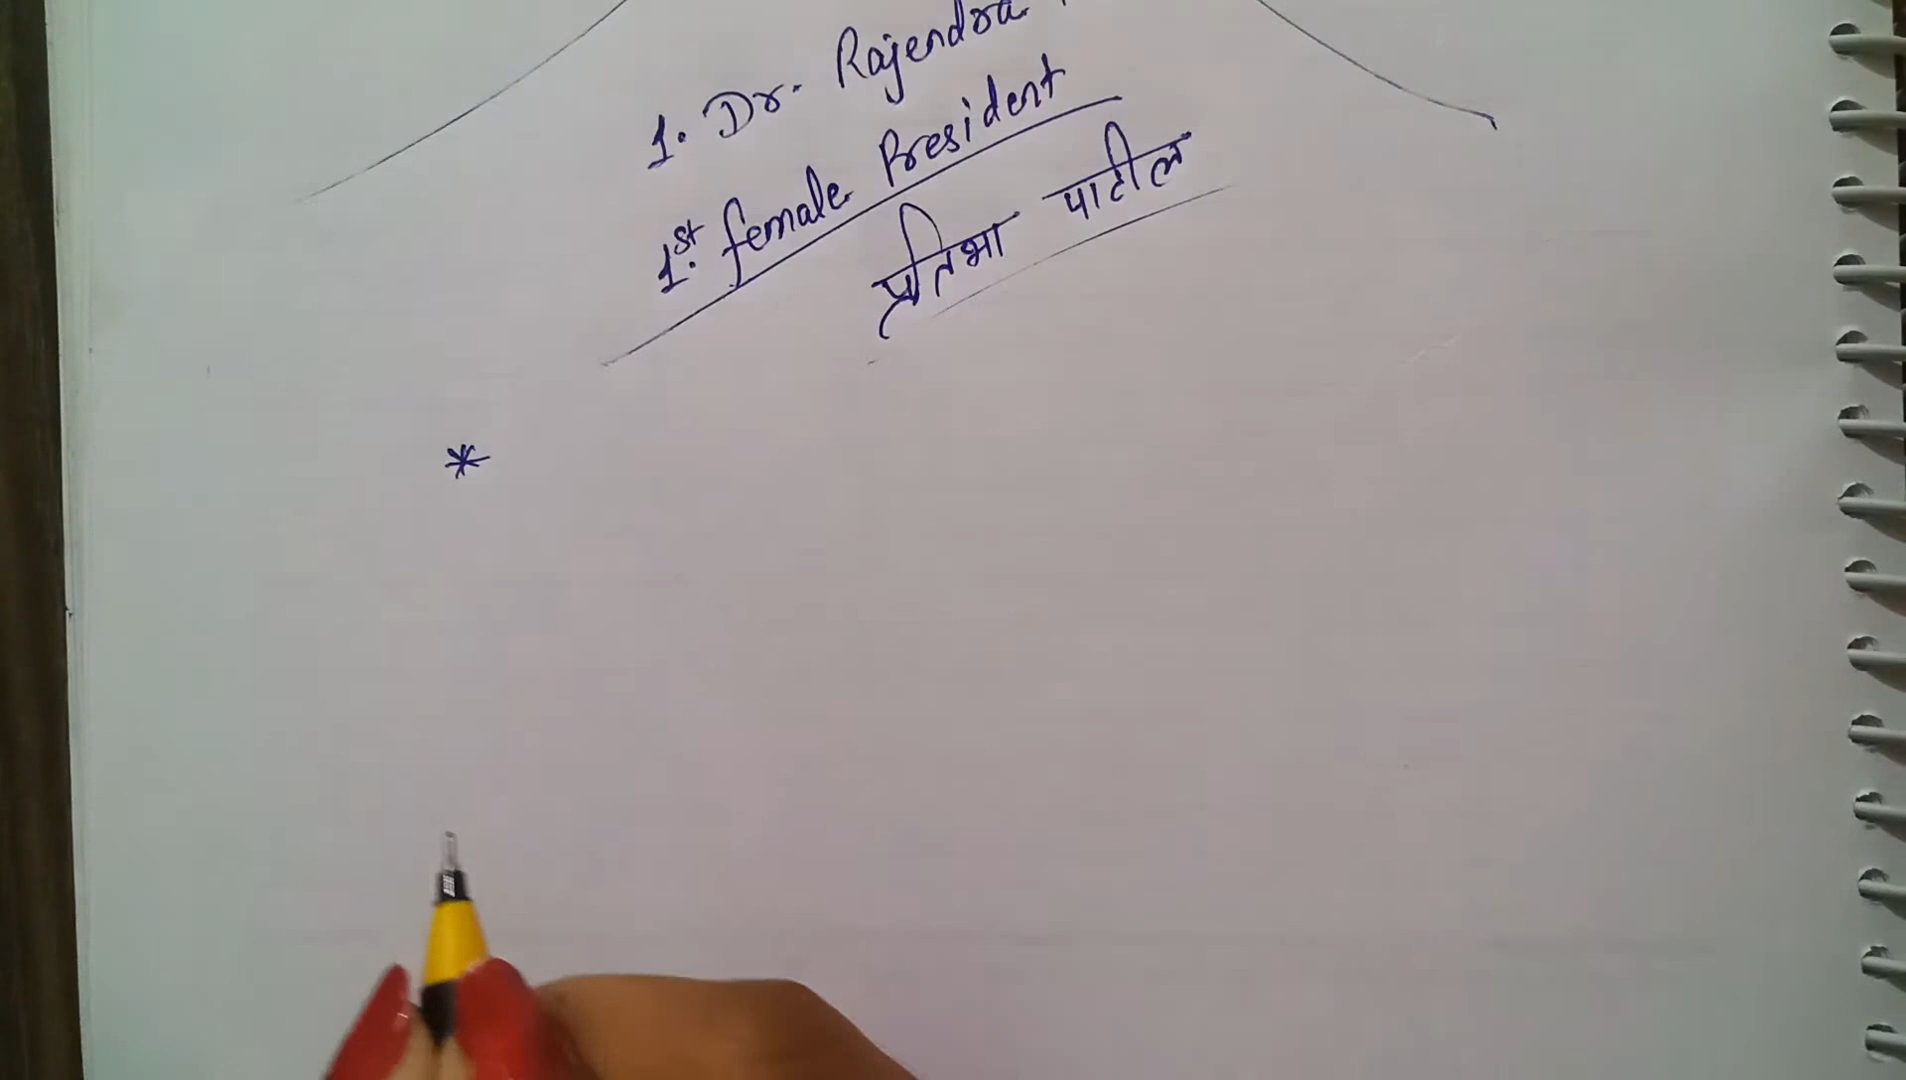 1. Dr. Rajendra
1st. female President
प्रतिभा पाटील
*